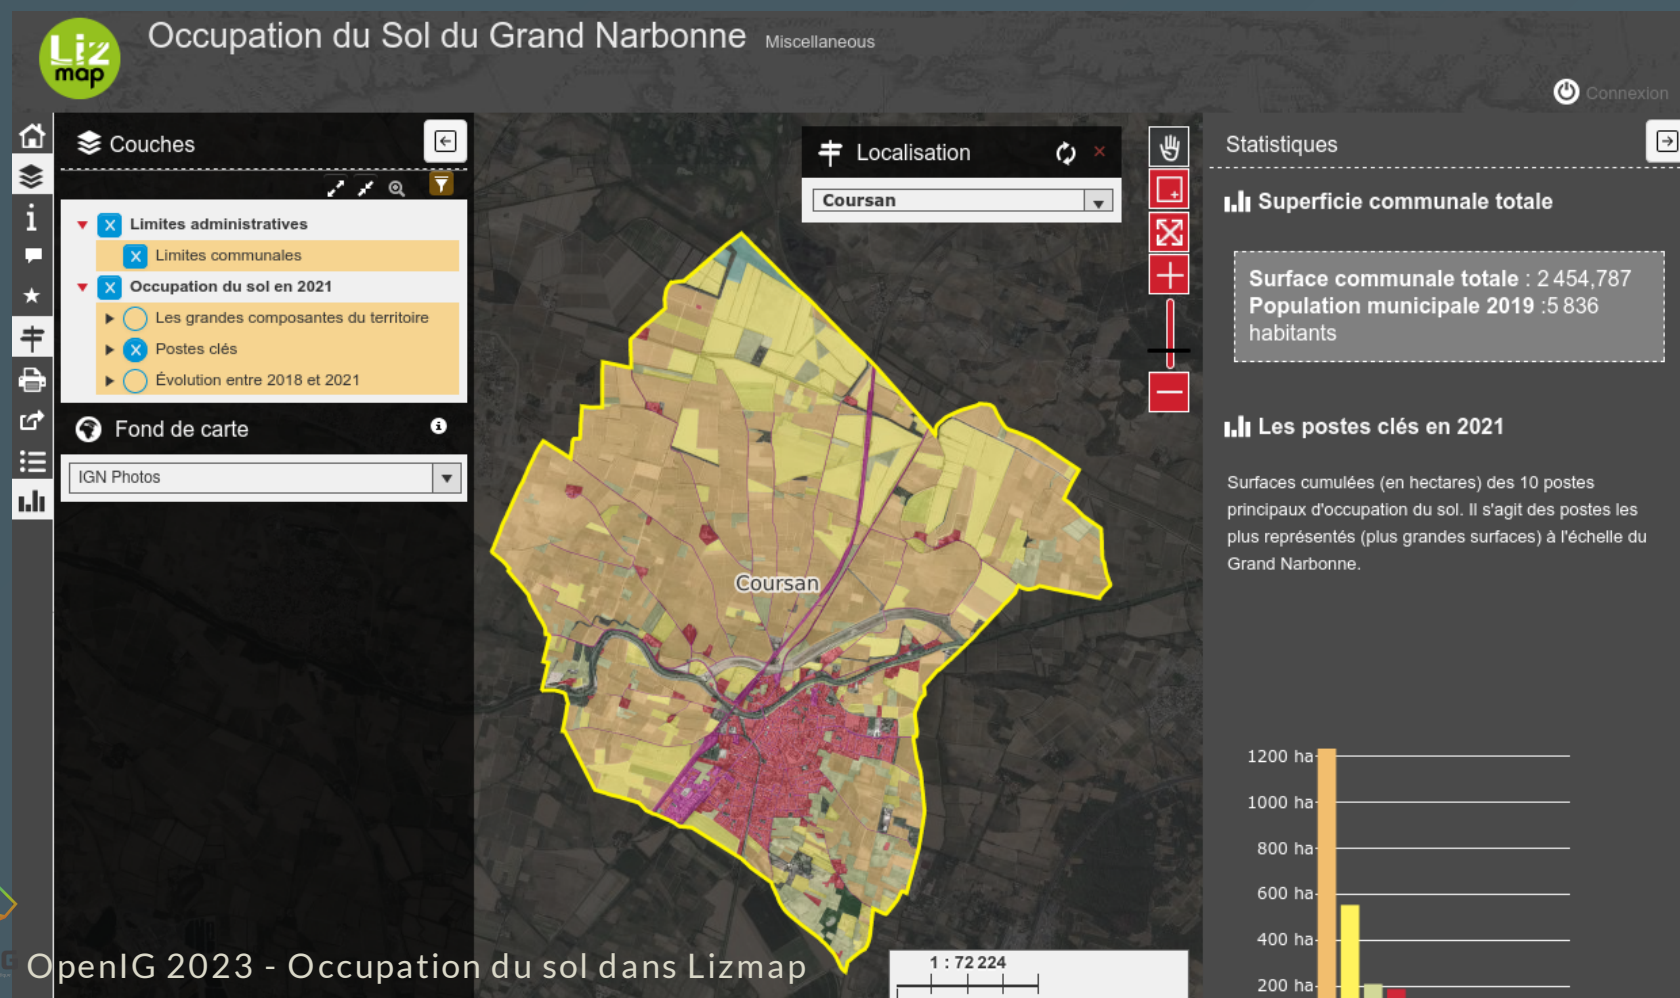 Liz
map
Occupation du Sol du Grand Narbonne
Miscellaneous
Connexion
Couches
Limites administratives
Limites communales
Occupation du sol en 2021
Les grandes composantes du territoire
Postes clés
Évolution entre 2018 et 2021
Fond de carte
IGN Photos
Localisation
Coursan
Coursan
Statistiques
Superficie communale totale
Surface communale totale : 2 454,787
Population municipale 2019 :5 836
habitants
Les postes clés en 2021
Surfaces cumulées (en hectares) des 10 postes
principaux d'occupation du sol. Il s'agit des postes les
plus représentés (plus grandes surfaces) à l'échelle du
Grand Narbonne.
1200 ha
1000 ha
800 ha
600 ha
400 ha
200 ha
1 : 72 224
OpenIG 2023 - Occupation du sol dans Lizmap